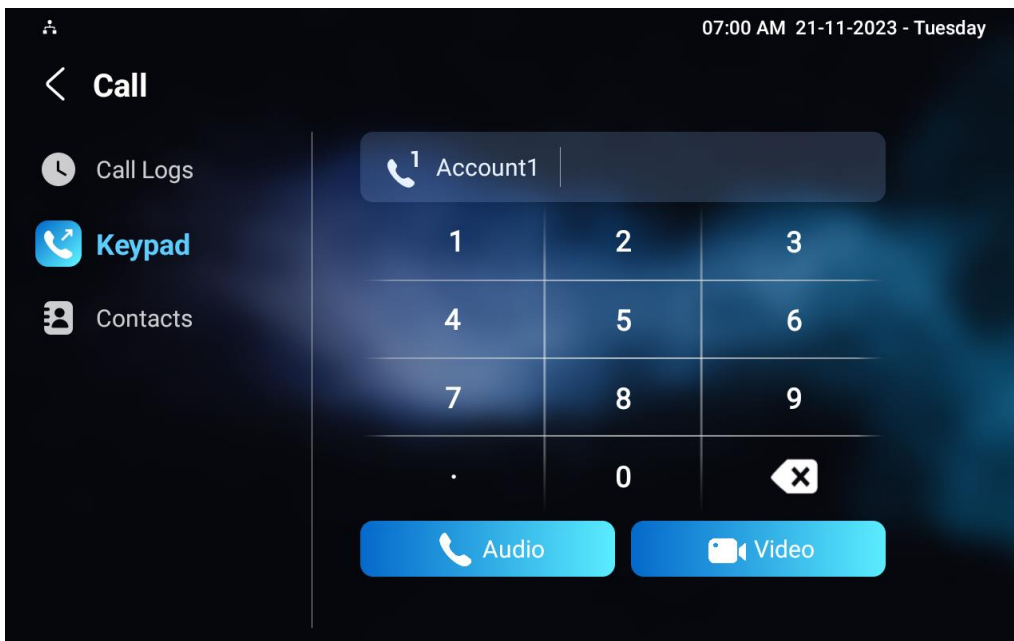 07:00 AM 21-11-2023 - Tuesday
Call
Call Logs
Keypad
Contacts
1 Account1
1 2 3
4 5 6
7 8 9
. 0
Audio Video